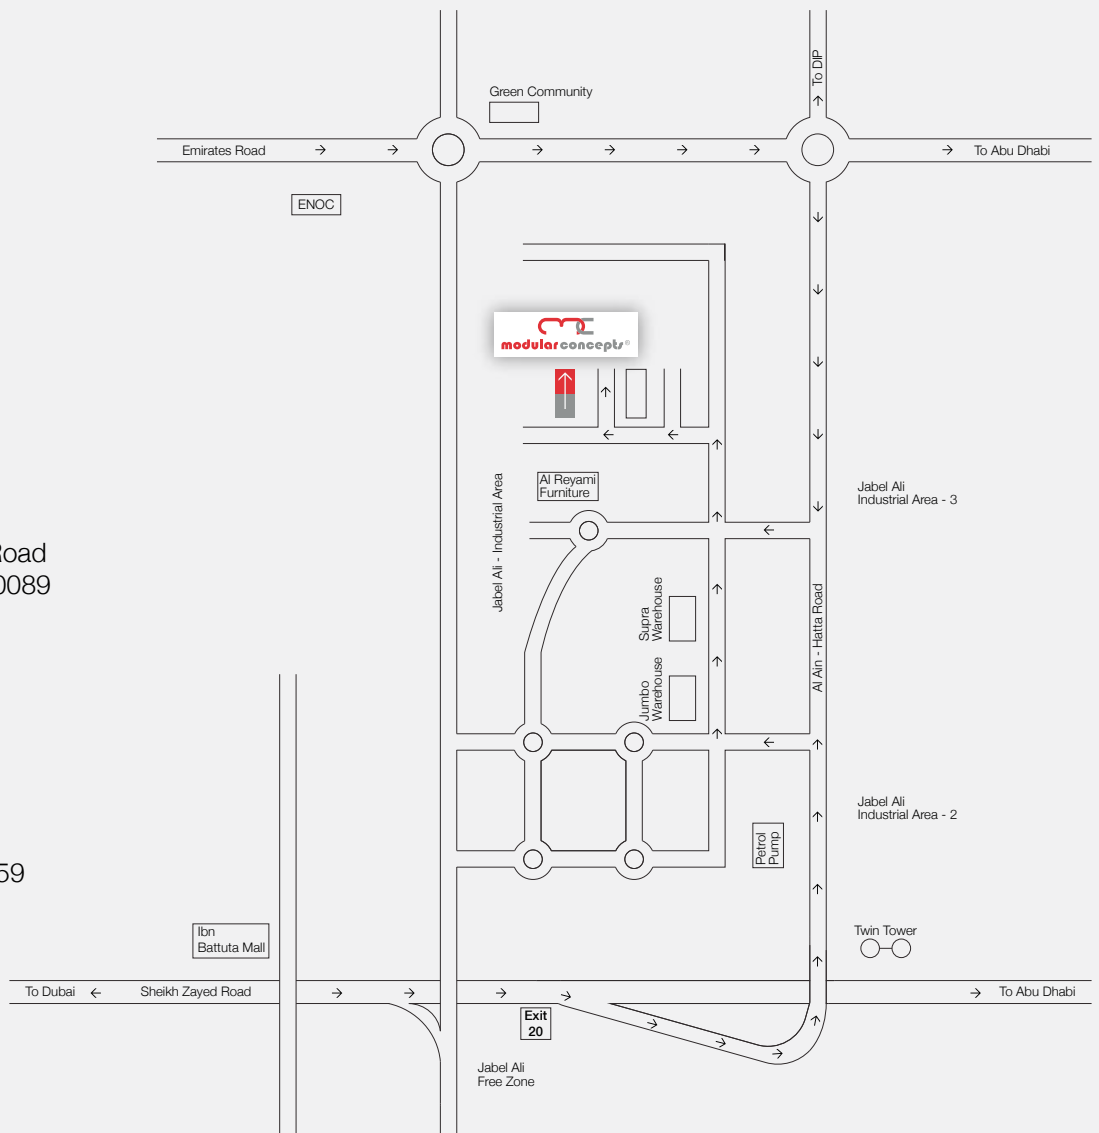 To DIP
Green Community
Emirates Road
To Abu Dhabi
ENOC
modularconcepts®
Al Reyami
Furniture
Jabel Ali
Industrial Area - 3
Jabel Ali - Industrial Area
Road
0089
Supra
Warehouse
Al Ain - Hatta Road
Jumbo
Warehouse
Jabel Ali
Industrial Area - 2
Petrol
Pump
59
Ibn
Battuta Mall
Twin Tower
To Dubai
Sheikh Zayed Road
To Abu Dhabi
Exit
20
Jabel Ali
Free Zone